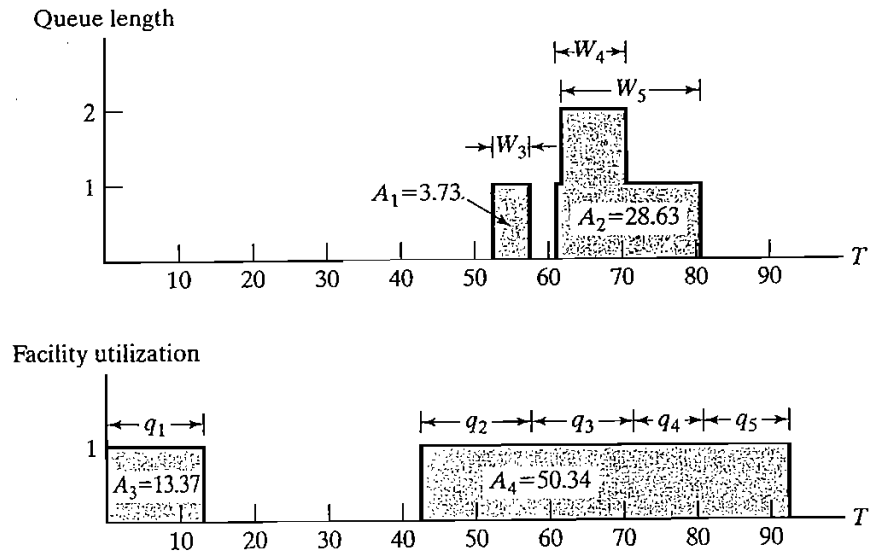 Queue length
W4
W5
2
W3
1
A1=3.73
A2=28.63
T
10 20 30 40 50 60 70 80 90
Facility utilization
q1 q2 q3 q4 q5
1
A3=13.37
A4=50.34
T
10 20 30 40 50 60 70 80 90